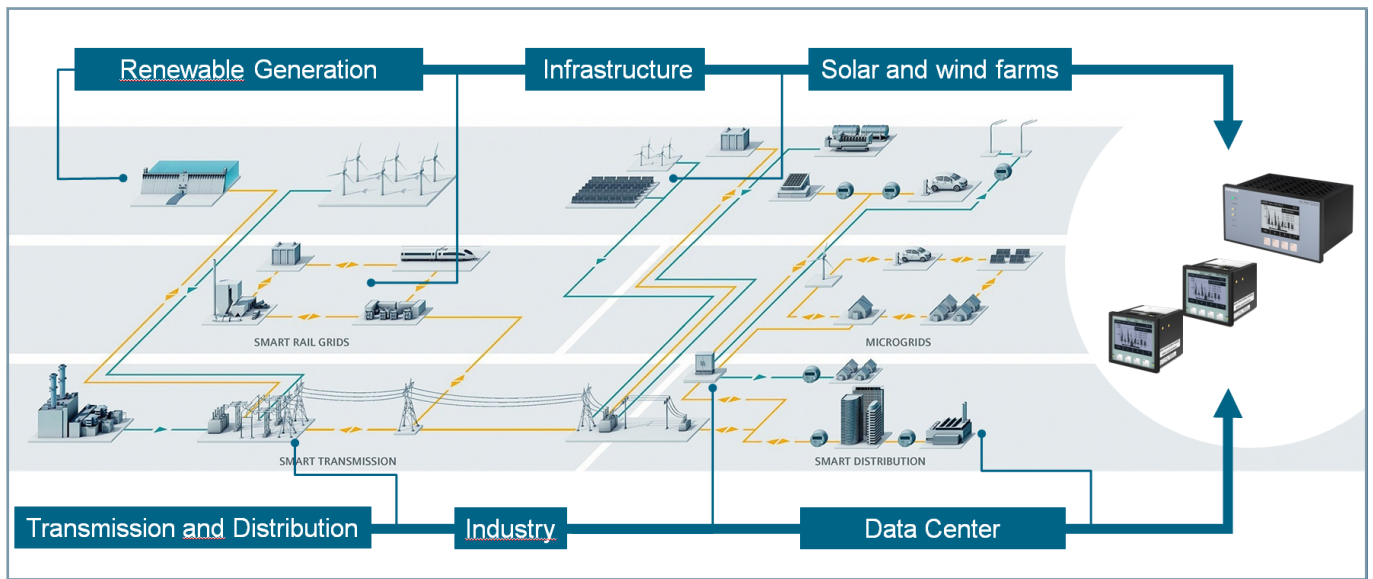 Renewable Generation
Infrastructure
Solar and wind farms
SMART RAIL GRIDS
MICROGRIDS
SMART TRANSMISSION
SMART DISTRIBUTION
Transmission and Distribution
Industry
Data Center